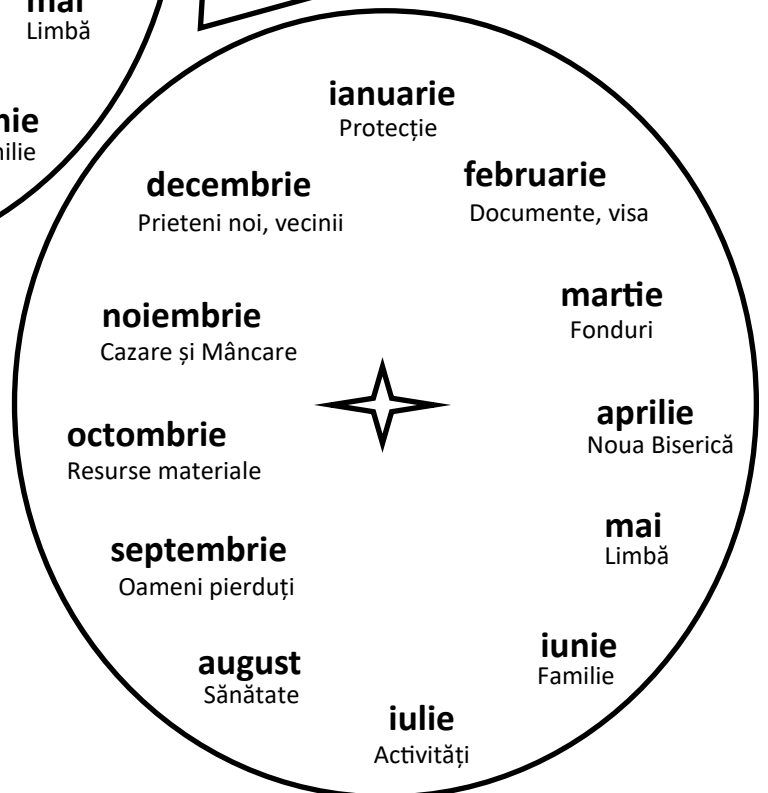 mai
Limbă
ianuarie
Protecție
decembrie
Prieteni noi, vecinii
februarie
Documente, visa
martie
Fonduri
noiembrie
Cazare și Mâncare
aprilie
Noua Biserică
octombrie
Resurse materiale
mai
Limbă
septembrie
Oameni pierduți
iunie
Familie
august
Sănătate
iulie
Activități